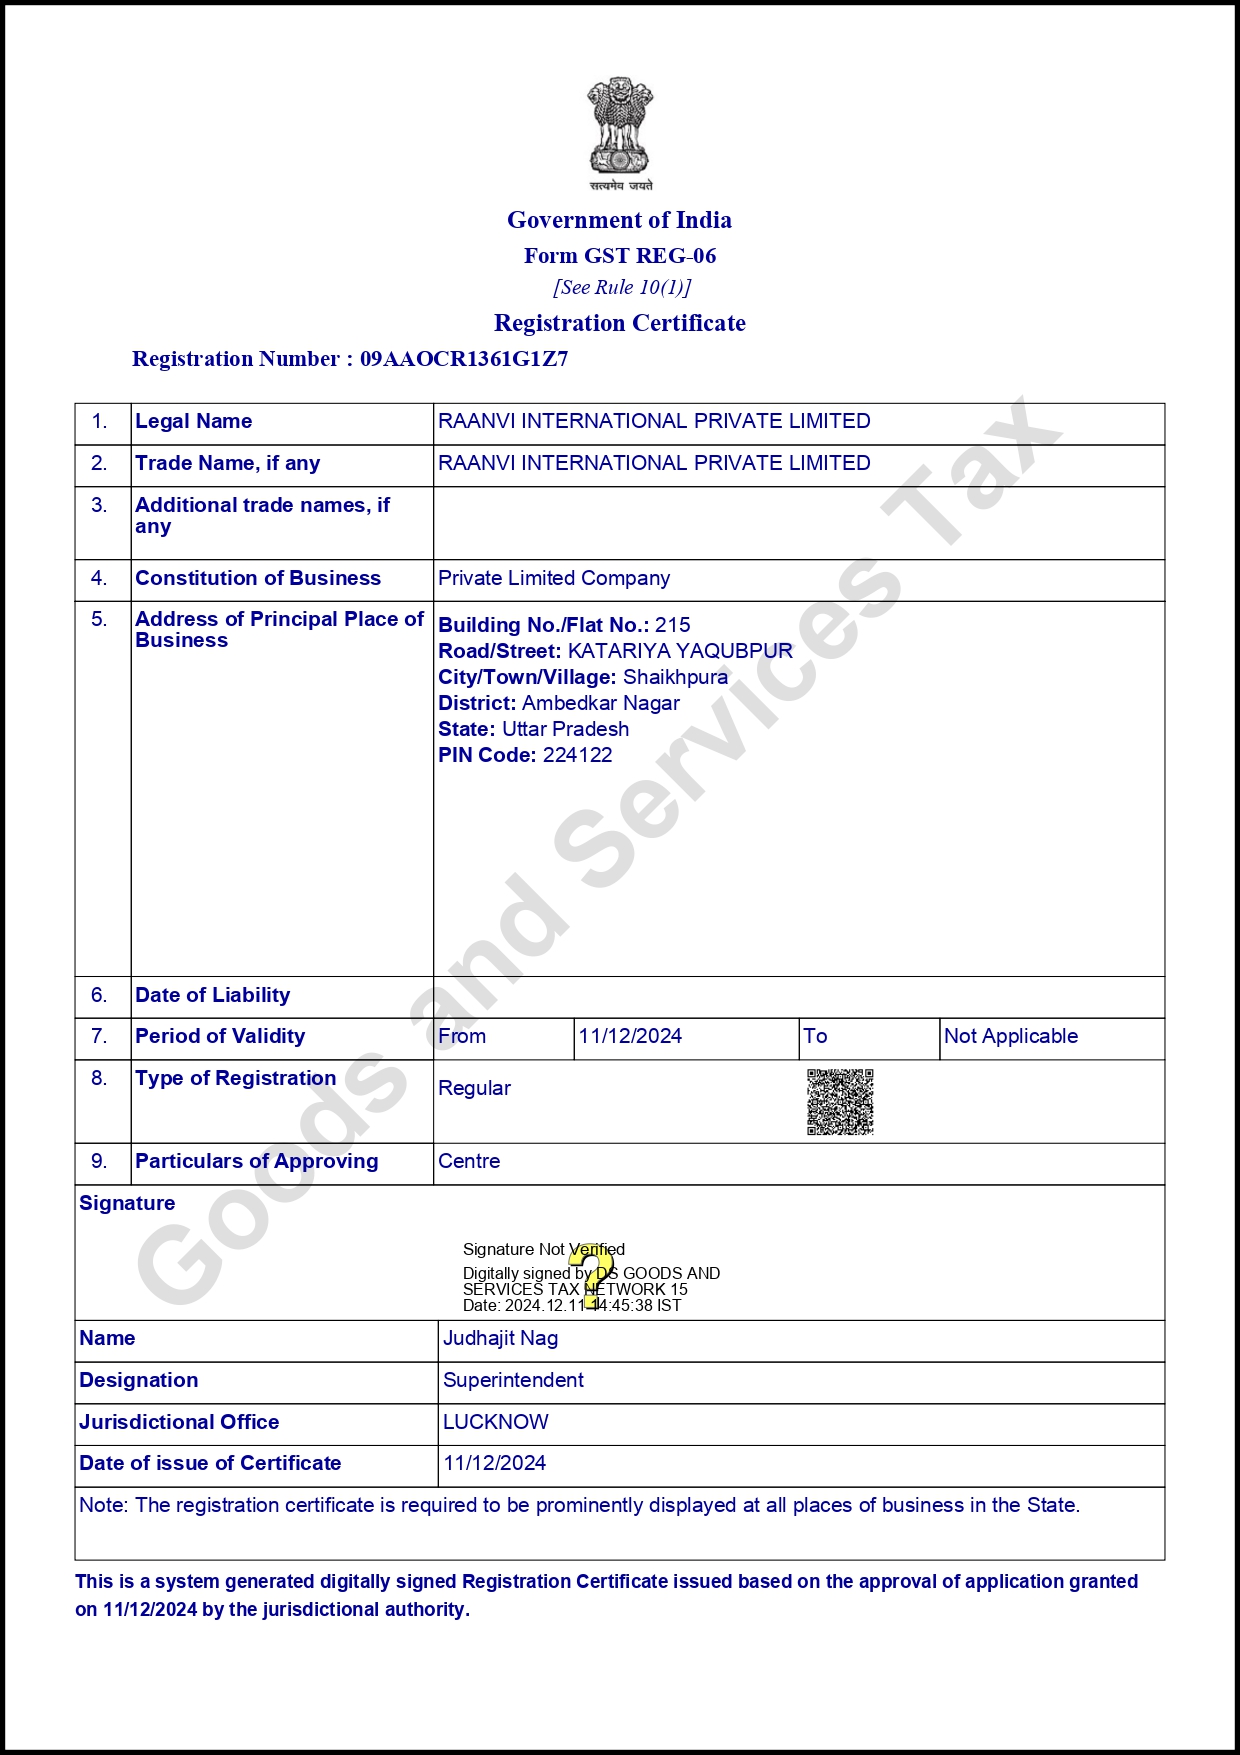 सत्यमेव जयते
Government of India
Form GST REG-06
[See Rule 10(1)]
Registration Certificate
Registration Number : 09AAOCR1361G1Z7
1. Legal Name RAANVI INTERNATIONAL PRIVATE LIMITED
2. Trade Name, if any RAANVI INTERNATIONAL PRIVATE LIMITED
3. Additional trade names, if
any
4. Constitution of Business Private Limited Company
5. Address of Principal Place of
Business
Building No./Flat No.: 215
Road/Street: KATARIYA YAQUBPUR
City/Town/Village: Shaikhpura
District: Ambedkar Nagar
State: Uttar Pradesh
PIN Code: 224122
6. Date of Liability
7. Period of Validity From 11/12/2024 To Not Applicable
8. Type of Registration Regular
9. Particulars of Approving Centre
Signature
Signature Not Verified
Digitally signed by DS GOODS AND
SERVICES TAX NETWORK 15
Date: 2024.12.11 14:45:38 IST
Name Judhajit Nag
Designation Superintendent
Jurisdictional Office LUCKNOW
Date of issue of Certificate 11/12/2024
Note: The registration certificate is required to be prominently displayed at all places of business in the State.
This is a system generated digitally signed Registration Certificate issued based on the approval of application granted
on 11/12/2024 by the jurisdictional authority.
Goods and Services Tax